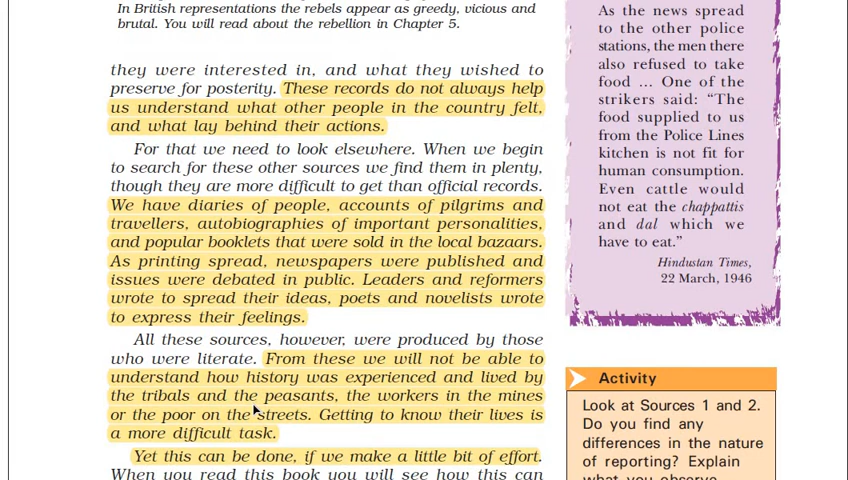 In British representations the rebels appear as greedy, vicious and
brutal. You will read about the rebellion in Chapter 5.
they were interested in, and what they wished to
preserve for posterity. These records do not always help
us understand what other people in the country felt,
and what lay behind their actions.
For that we need to look elsewhere. When we begin
to search for these other sources we find them in plenty,
though they are more difficult to get than official records.
We have diaries of people, accounts of pilgrims and
travellers, autobiographies of important personalities,
and popular booklets that were sold in the local bazaars.
As printing spread, newspapers were published and
issues were debated in public. Leaders and reformers
wrote to spread their ideas, poets and novelists wrote
to express their feelings.
All these sources, however, were produced by those
who were literate. From these we will not be able to
understand how history was experienced and lived by
the tribals and the peasants, the workers in the mines
or the poor on the streets. Getting to know their lives is
a more difficult task.
Yet this can be done, if we make a little bit of effort.
When you read this book you will see how this can
As the news spread
to the other police
stations, the men there
also refused to take
food ... One of the
strikers said: “The
food supplied to us
from the Police Lines
kitchen is not fit for
human consumption.
Even cattle would
not eat the chappattis
and dal which we
have to eat.”
Hindustan Times,
22 March, 1946
Activity
Look at Sources 1 and 2.
Do you find any
differences in the nature
of reporting? Explain
what you observe